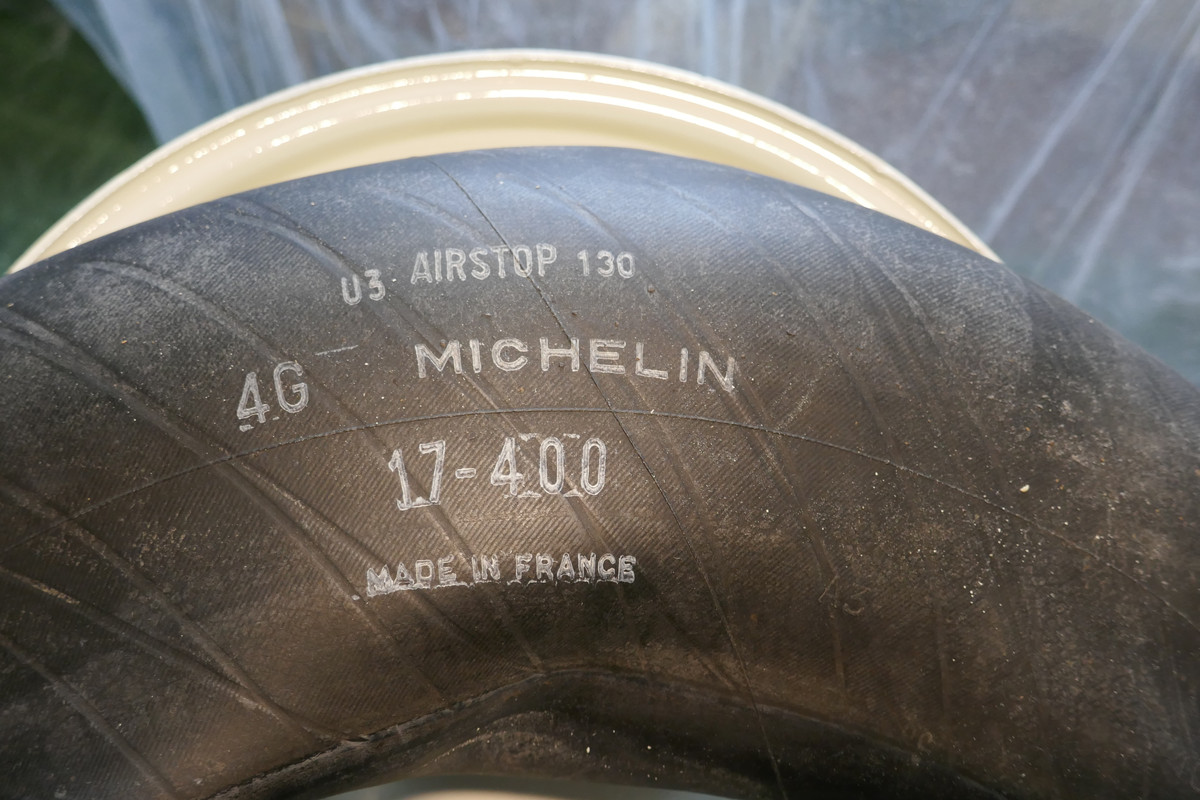 U3 AIRSTOP 130
MICHELIN
4G
17-400
MADE IN FRANCE